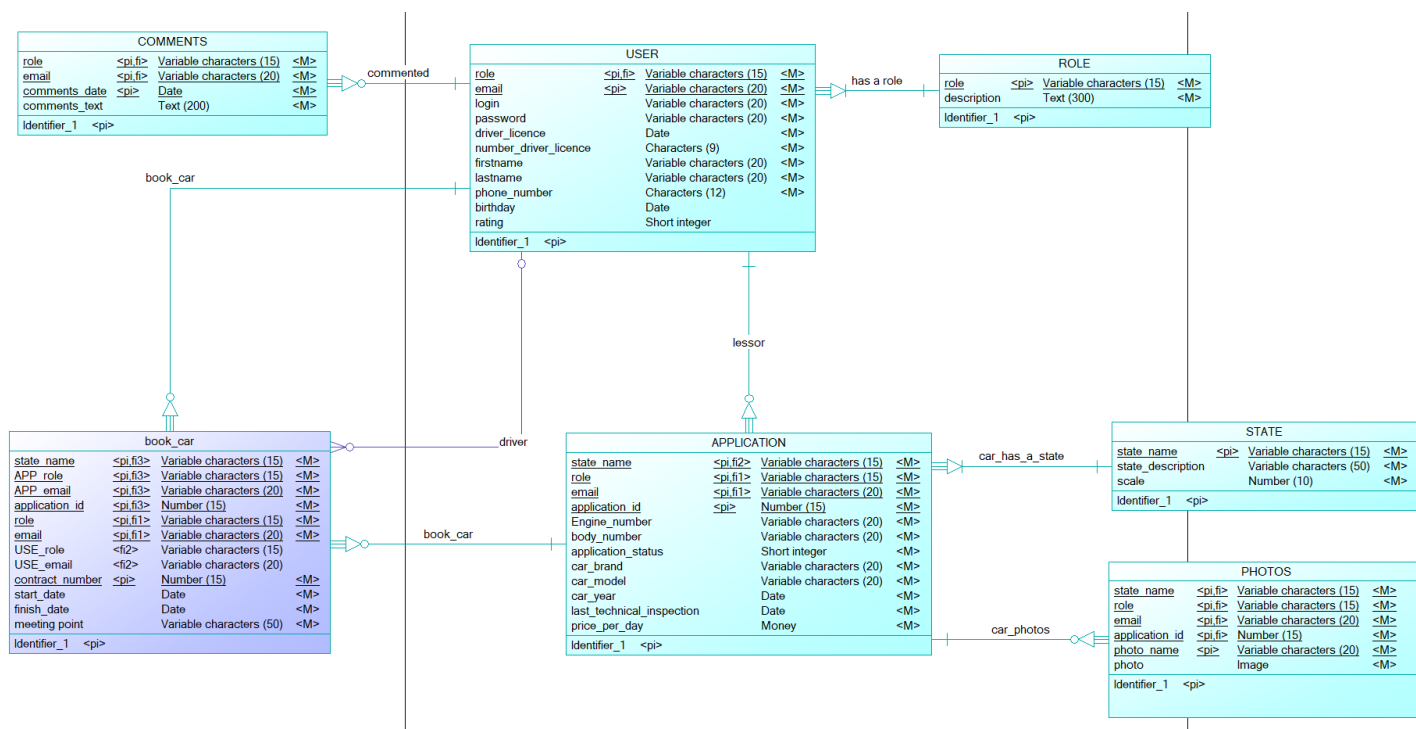 COMMENTS
role <pi,fi> Variable characters (15) <M>
email <pi,fi> Variable characters (20) <M>
comments_date <pi> Date <M>
comments_text Text (200) <M>
Identifier_1 <pi>
commented
USER
role <pi,fi> Variable characters (15) <M>
email <pi> Variable characters (20) <M>
login Variable characters (20) <M>
password Variable characters (20) <M>
driver_licence Date <M>
number_driver_licence Characters (9) <M>
firstname Variable characters (20) <M>
lastname Variable characters (20) <M>
phone_number Characters (12) <M>
birthday Date
rating Short integer
Identifier_1 <pi>
has a role
ROLE
role <pi> Variable characters (15) <M>
description Text (300) <M>
Identifier_1 <pi>
book_car
lessor
driver
book_car
state_name <pi,fi3> Variable characters (15) <M>
APP_role <pi,fi3> Variable characters (15) <M>
APP_email <pi,fi3> Variable characters (20) <M>
application_id <pi,fi3> Number (15) <M>
role <pi,fi1> Variable characters (15) <M>
email <pi,fi1> Variable characters (20) <M>
USE_role <fi2> Variable characters (15)
USE_email <fi2> Variable characters (20)
contract_number <pi> Number (15) <M>
start_date Date <M>
finish_date Date <M>
meeting point Variable characters (50) <M>
Identifier_1 <pi>
book_car
APPLICATION
state_name <pi,fi2> Variable characters (15) <M>
role <pi,fi1> Variable characters (15) <M>
email <pi,fi1> Variable characters (20) <M>
application_id <pi> Number (15) <M>
Engine_number Variable characters (20) <M>
body_number Variable characters (20) <M>
application_status Short integer <M>
car_brand Variable characters (20) <M>
car_model Variable characters (20) <M>
car_year Date <M>
last_technical_inspection Date <M>
price_per_day Money <M>
Identifier_1 <pi>
car_has_a_state
STATE
state_name <pi> Variable characters (15) <M>
state_description Variable characters (50) <M>
scale Number (10) <M>
Identifier_1 <pi>
car_photos
PHOTOS
state_name <pi,fi> Variable characters (15) <M>
role <pi,fi> Variable characters (15) <M>
email <pi,fi> Variable characters (20) <M>
application_id <pi,fi> Number (15) <M>
photo_name <pi> Variable characters (20) <M>
photo Image <M>
Identifier_1 <pi>